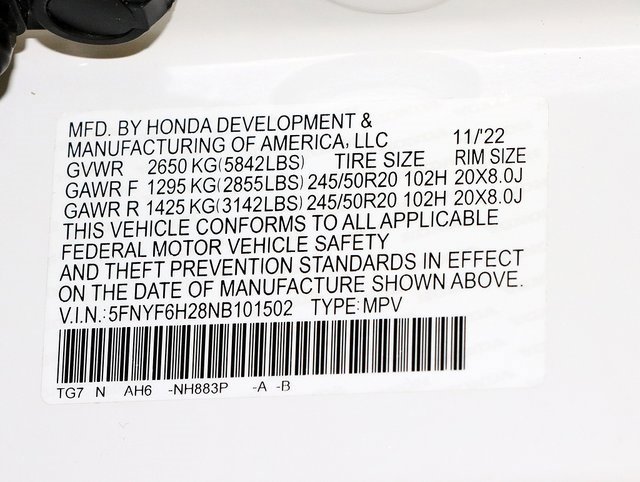 MFD. BY HONDA DEVELOPMENT &
MANUFACTURING OF AMERICA, LLC 11/'22
GVWR 2650 KG(5842LBS) TIRE SIZE RIM SIZE
GAWR F 1295 KG(2855LBS) 245/50R20 102H 20X8.0J
GAWR R 1425 KG(3142LBS) 245/50R20 102H 20X8.0J
THIS VEHICLE CONFORMS TO ALL APPLICABLE
FEDERAL MOTOR VEHICLE SAFETY
AND THEFT PREVENTION STANDARDS IN EFFECT
ON THE DATE OF MANUFACTURE SHOWN ABOVE.
V.I.N.:5FNYF6H28NB101502 TYPE:MPV
TG7 N AH6 -NH883P -A -B